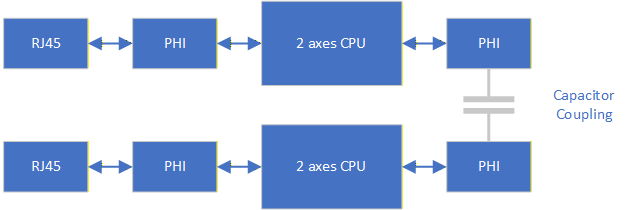 RJ45 PHI 2 axes CPU PHI
Capacitor
Coupling
RJ45 PHI 2 axes CPU PHI